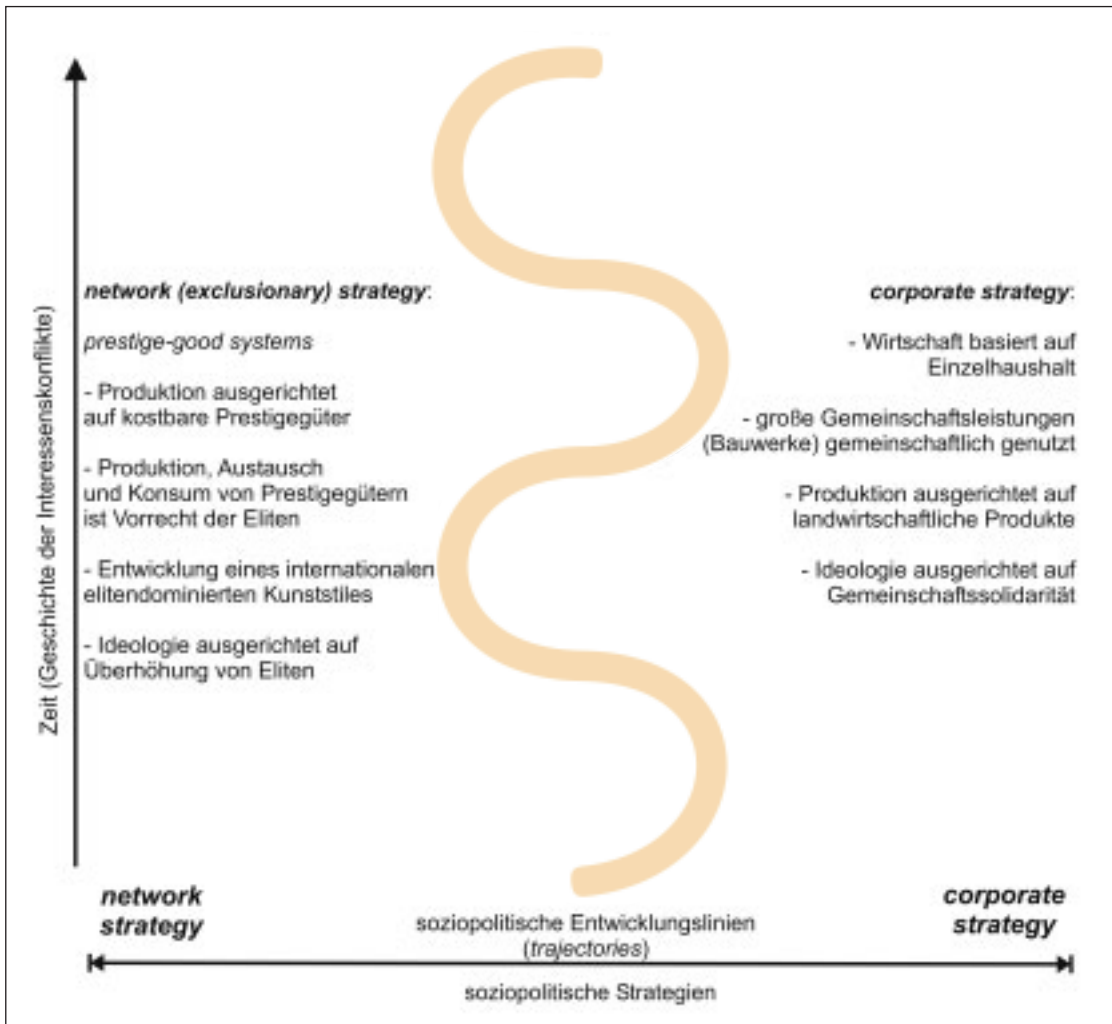 Zeit (Geschichte der Interessenskonflikte)
network (exclusionary) strategy:
prestige-good systems
- Produktion ausgerichtet
auf kostbare Prestigegüter
- Produktion, Austausch
und Konsum von Prestigegütern
ist Vorrecht der Eliten
- Entwicklung eines internationalen
elitendominierten Kunststiles
- Ideologie ausgerichtet auf
Überhöhung von Eliten
corporate strategy:
- Wirtschaft basiert auf
Einzelhaushalt
- große Gemeinschaftsleistungen
(Bauwerke) gemeinschaftlich genutzt
- Produktion ausgerichtet auf
landwirtschaftliche Produkte
- Ideologie ausgerichtet auf
Gemeinschaftssolidarität
network
strategy
soziopolitische Entwicklungslinien
(trajectories)
corporate
strategy
soziopolitische Strategien